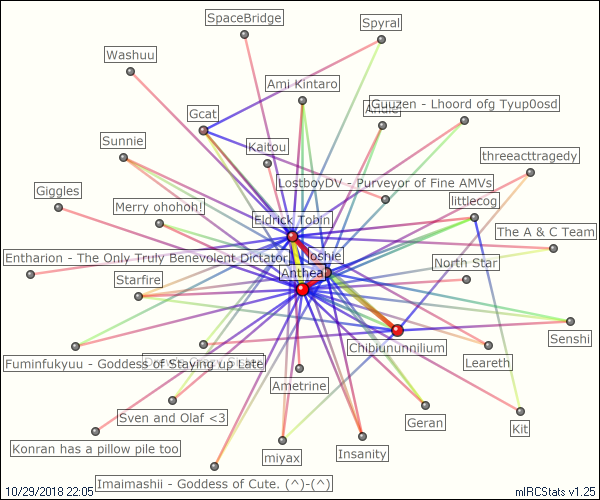 SpaceBridge
Spyral
Washuu
Ami Kintaro
Guuzen - Lhoord ofg Tyup0osd
Gcat
Sunnie
Kaitou
threeacttragedy
LostboyDV - Purveyor of Fine AMVs
Giggles
littlecog
Merry ohohoh!
Eldrick Tobin
The A & C Team
Entharion - The Only Truly Benevolent Dictator
Joshie
North Star
Starfire
Anthea
Senshi
Chibiununnilium
Fuminfukyuu - Goddess of Staying up Late
Leareth
Ametrine
Sven and Olaf <3
Geran
Kit
Konran has a pillow pile too
miyax
Insanity
Imaimashii - Goddess of Cute. (^)-(^)
10/29/2018 22:05
mIRCStats v1.25